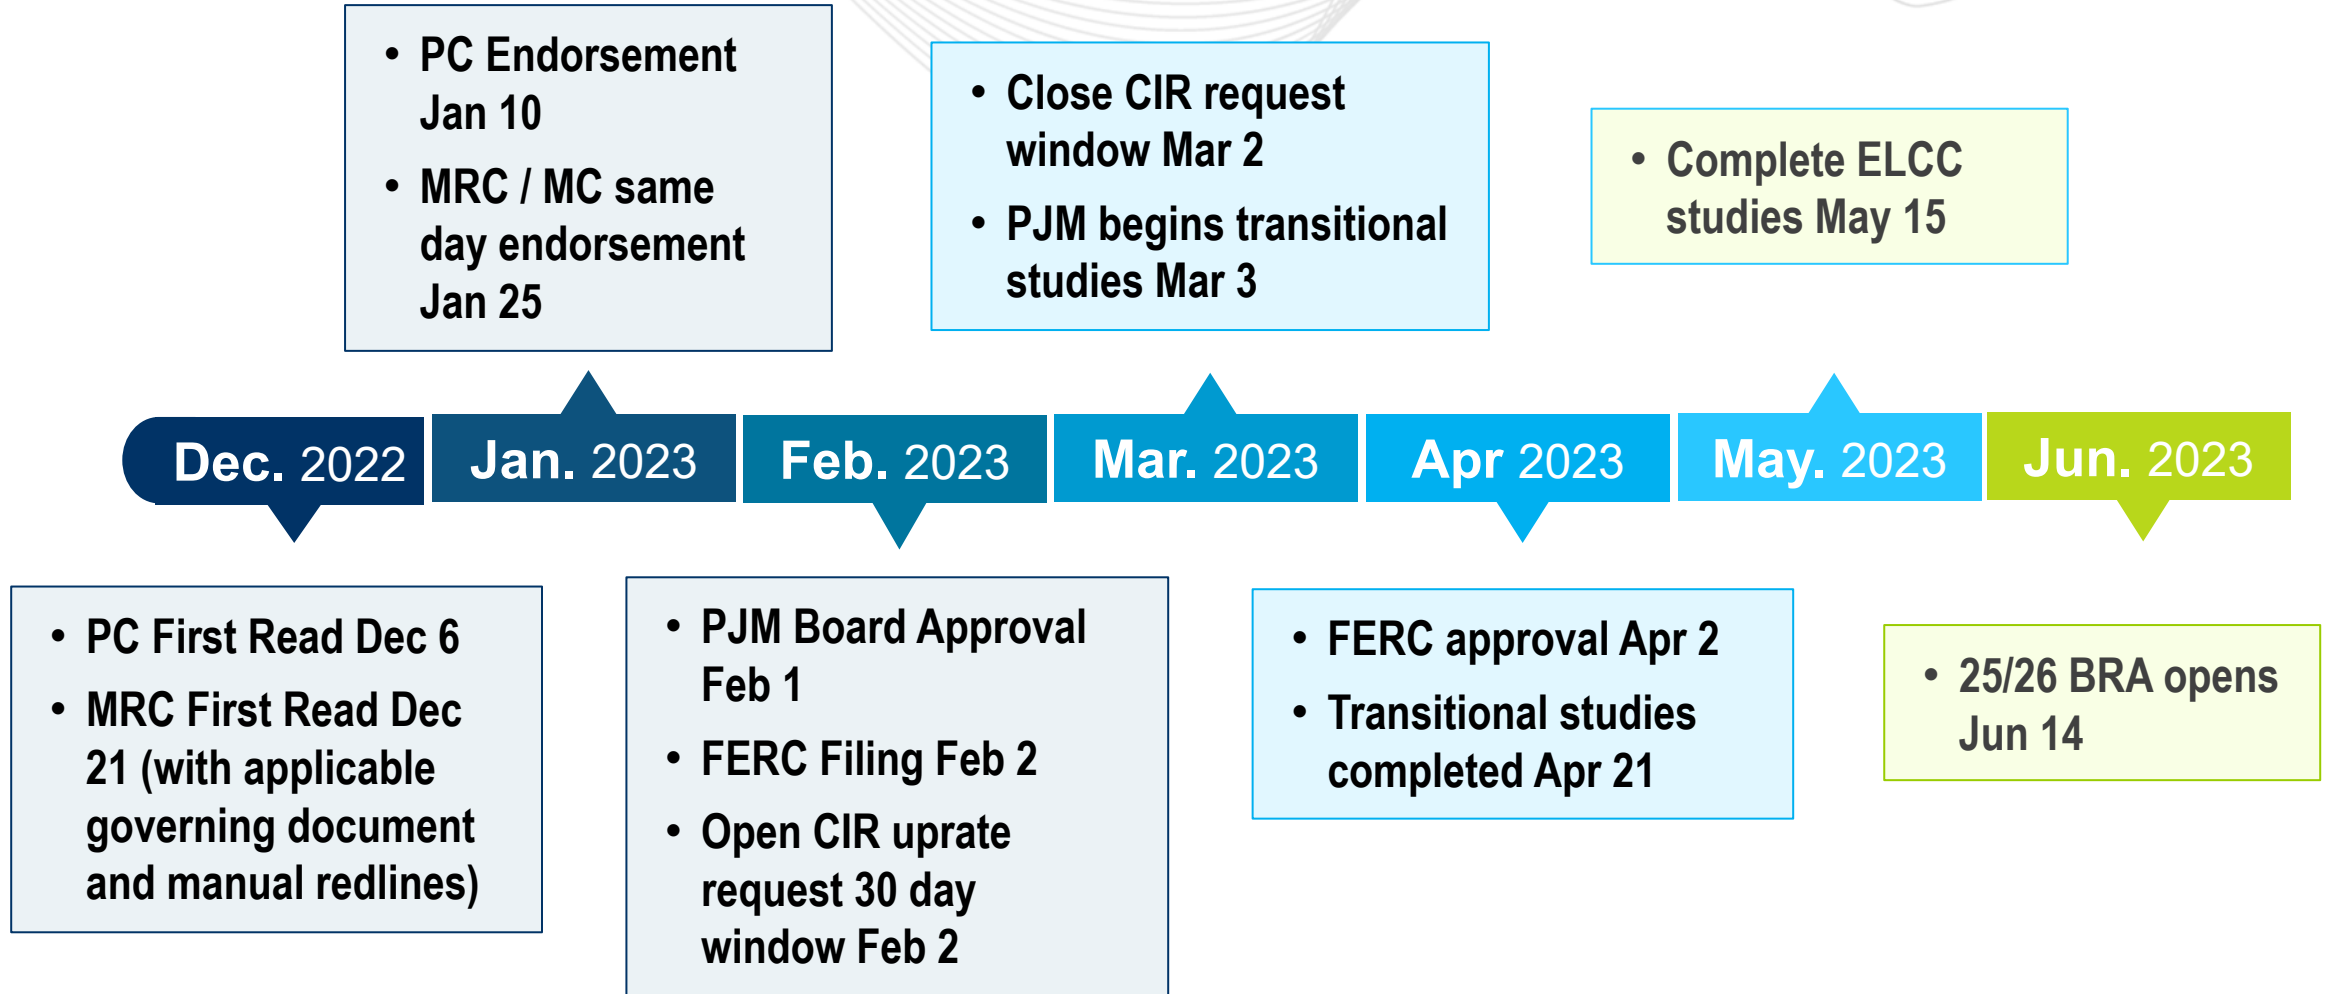 • PC Endorsement
Jan 10
• MRC / MC same
day endorsement
Jan 25
• Close CIR request
window Mar 2
• PJM begins transitional
studies Mar 3
• Complete ELCC
studies May 15
Dec. 2022
Jan. 2023
Feb. 2023
Mar. 2023
Apr 2023
May. 2023
Jun. 2023
• PC First Read Dec 6
• MRC First Read Dec
21 (with applicable
governing document
and manual redlines)
• PJM Board Approval
Feb 1
• FERC Filing Feb 2
• Open CIR uprate
request 30 day
window Feb 2
• FERC approval Apr 2
• Transitional studies
completed Apr 21
• 25/26 BRA opens
Jun 14